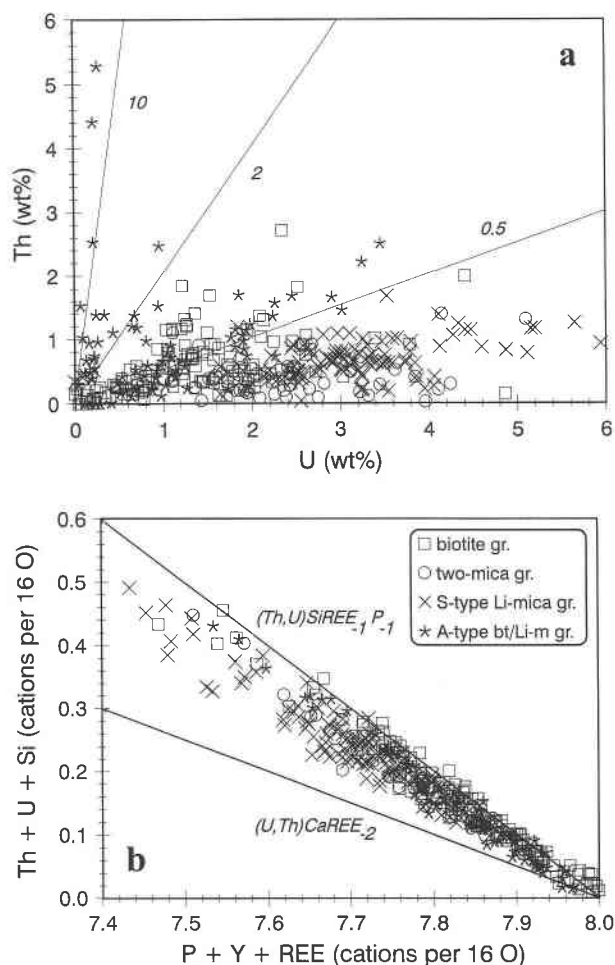 a
6
5
4
3
2
1
0
Th (wt%)
10
2
0.5
0 1 2 3 4 5 6
U (wt%)
0.6
0.5
0.4
0.3
0.2
0.1
0.0
Th + U + Si (cations per 16 O)
biotite gr.
two-mica gr.
S-type Li-mica gr.
A-type bt/Li-m gr.
(Th,U)SiREE-1P-1
(U,Th)CaREE-2
b
7.4 7.5 7.6 7.7 7.8 7.9 8.0
P + Y + REE (cations per 16 O)